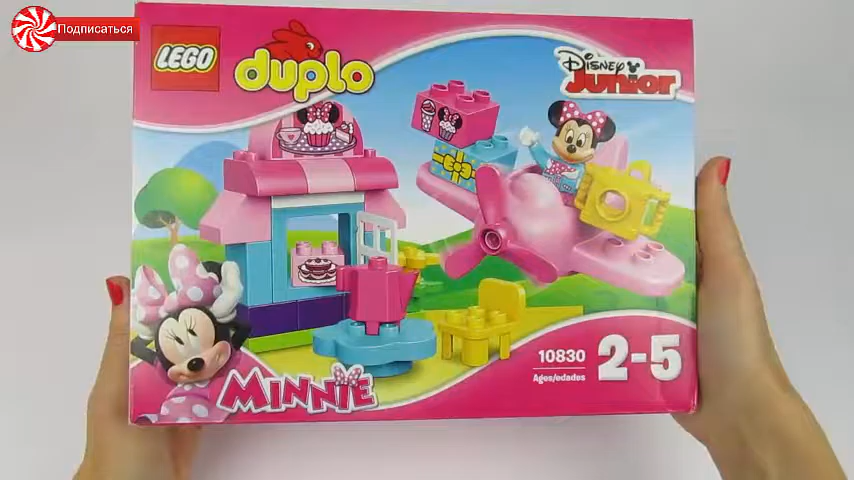 Подписаться
LEGO
duplo
Disney
Junior
MINNIE
10830
Ages/edades
2-5